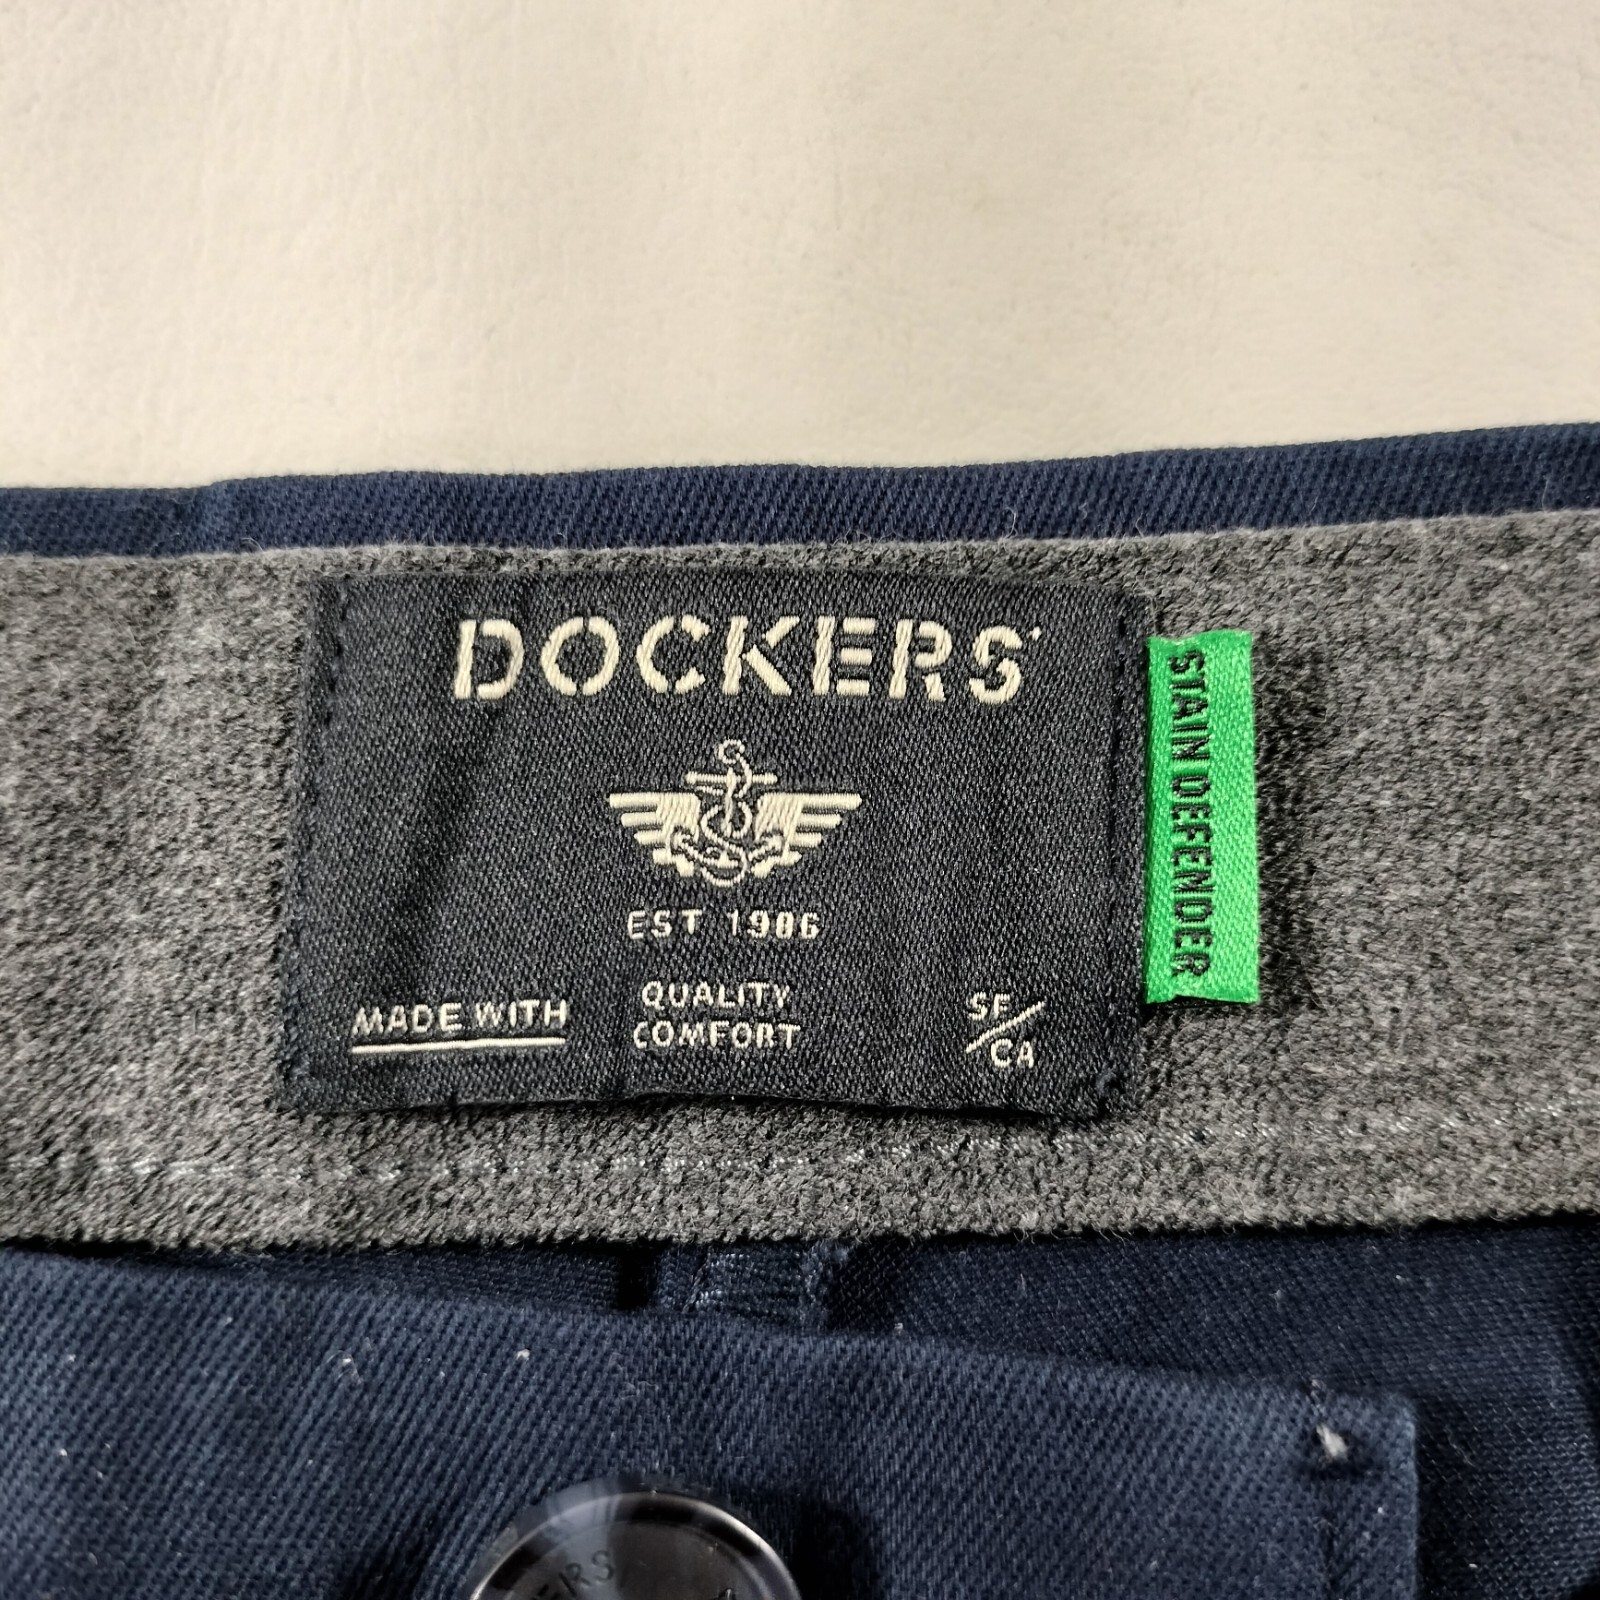 DOCKERS
STAIN DEFENDER
EST 1986
MADE WITH
QUALITY
COMFORT
SF/
CA